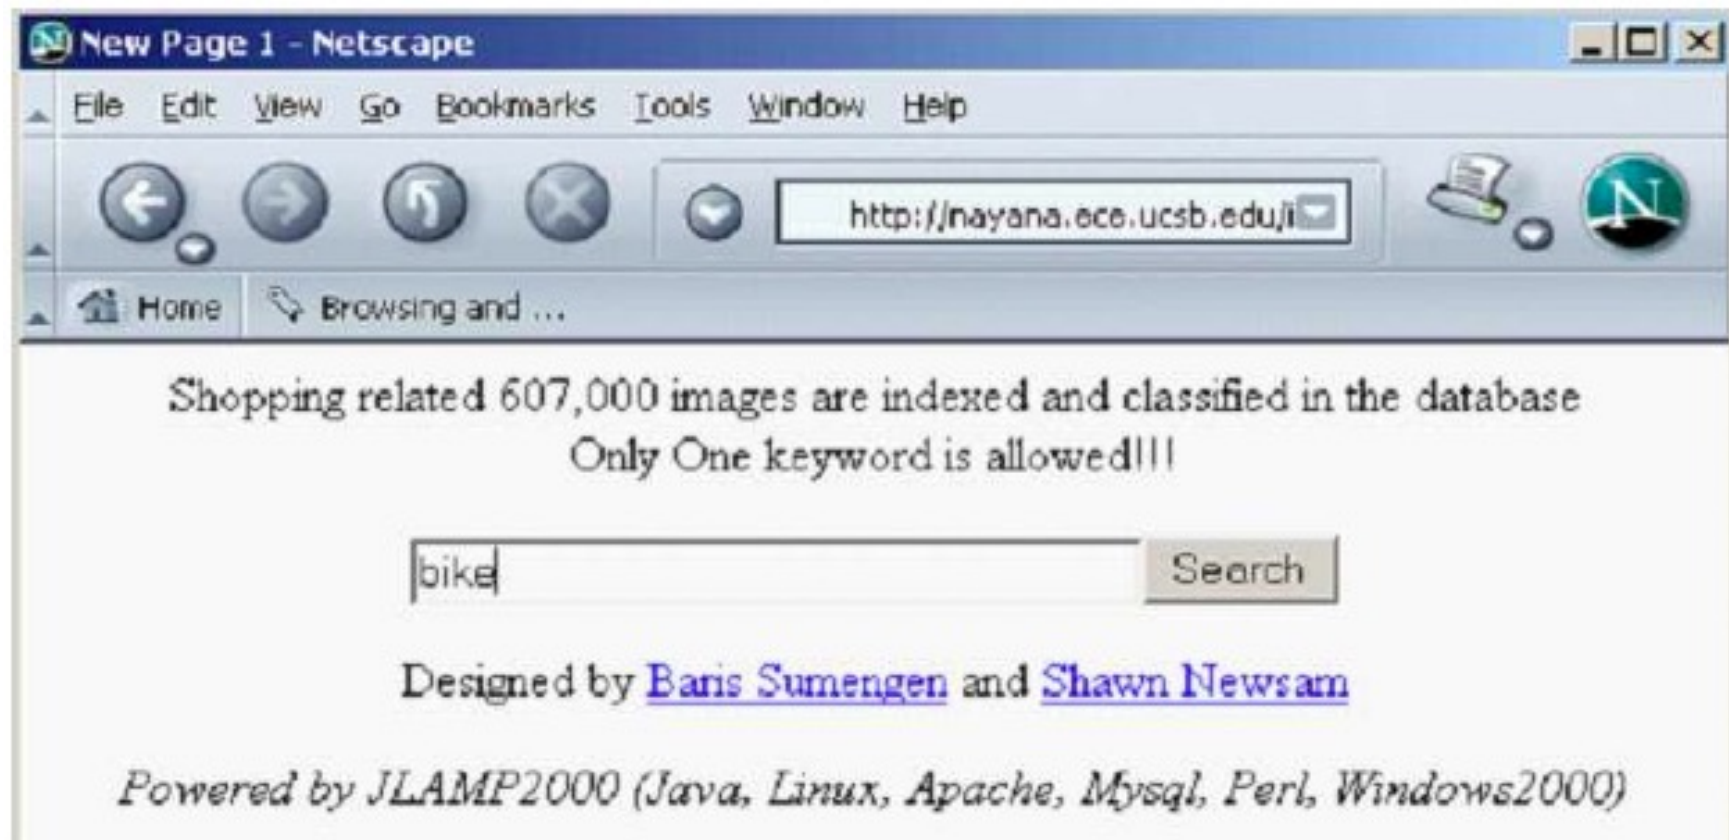 New Page 1 - Netscape
File Edit View Go Bookmarks Tools Window Help
http://nayana.ece.ucsb.edu/i
N
Home Browsing and ...
Shopping related 607,000 images are indexed and classified in the database
Only One keyword is allowed!!!
bike Search
Designed by Baris Sumengen and Shawn Newsam
Powered by JLAMP2000 (Java, Linux, Apache, Mysql, Perl, Windows2000)